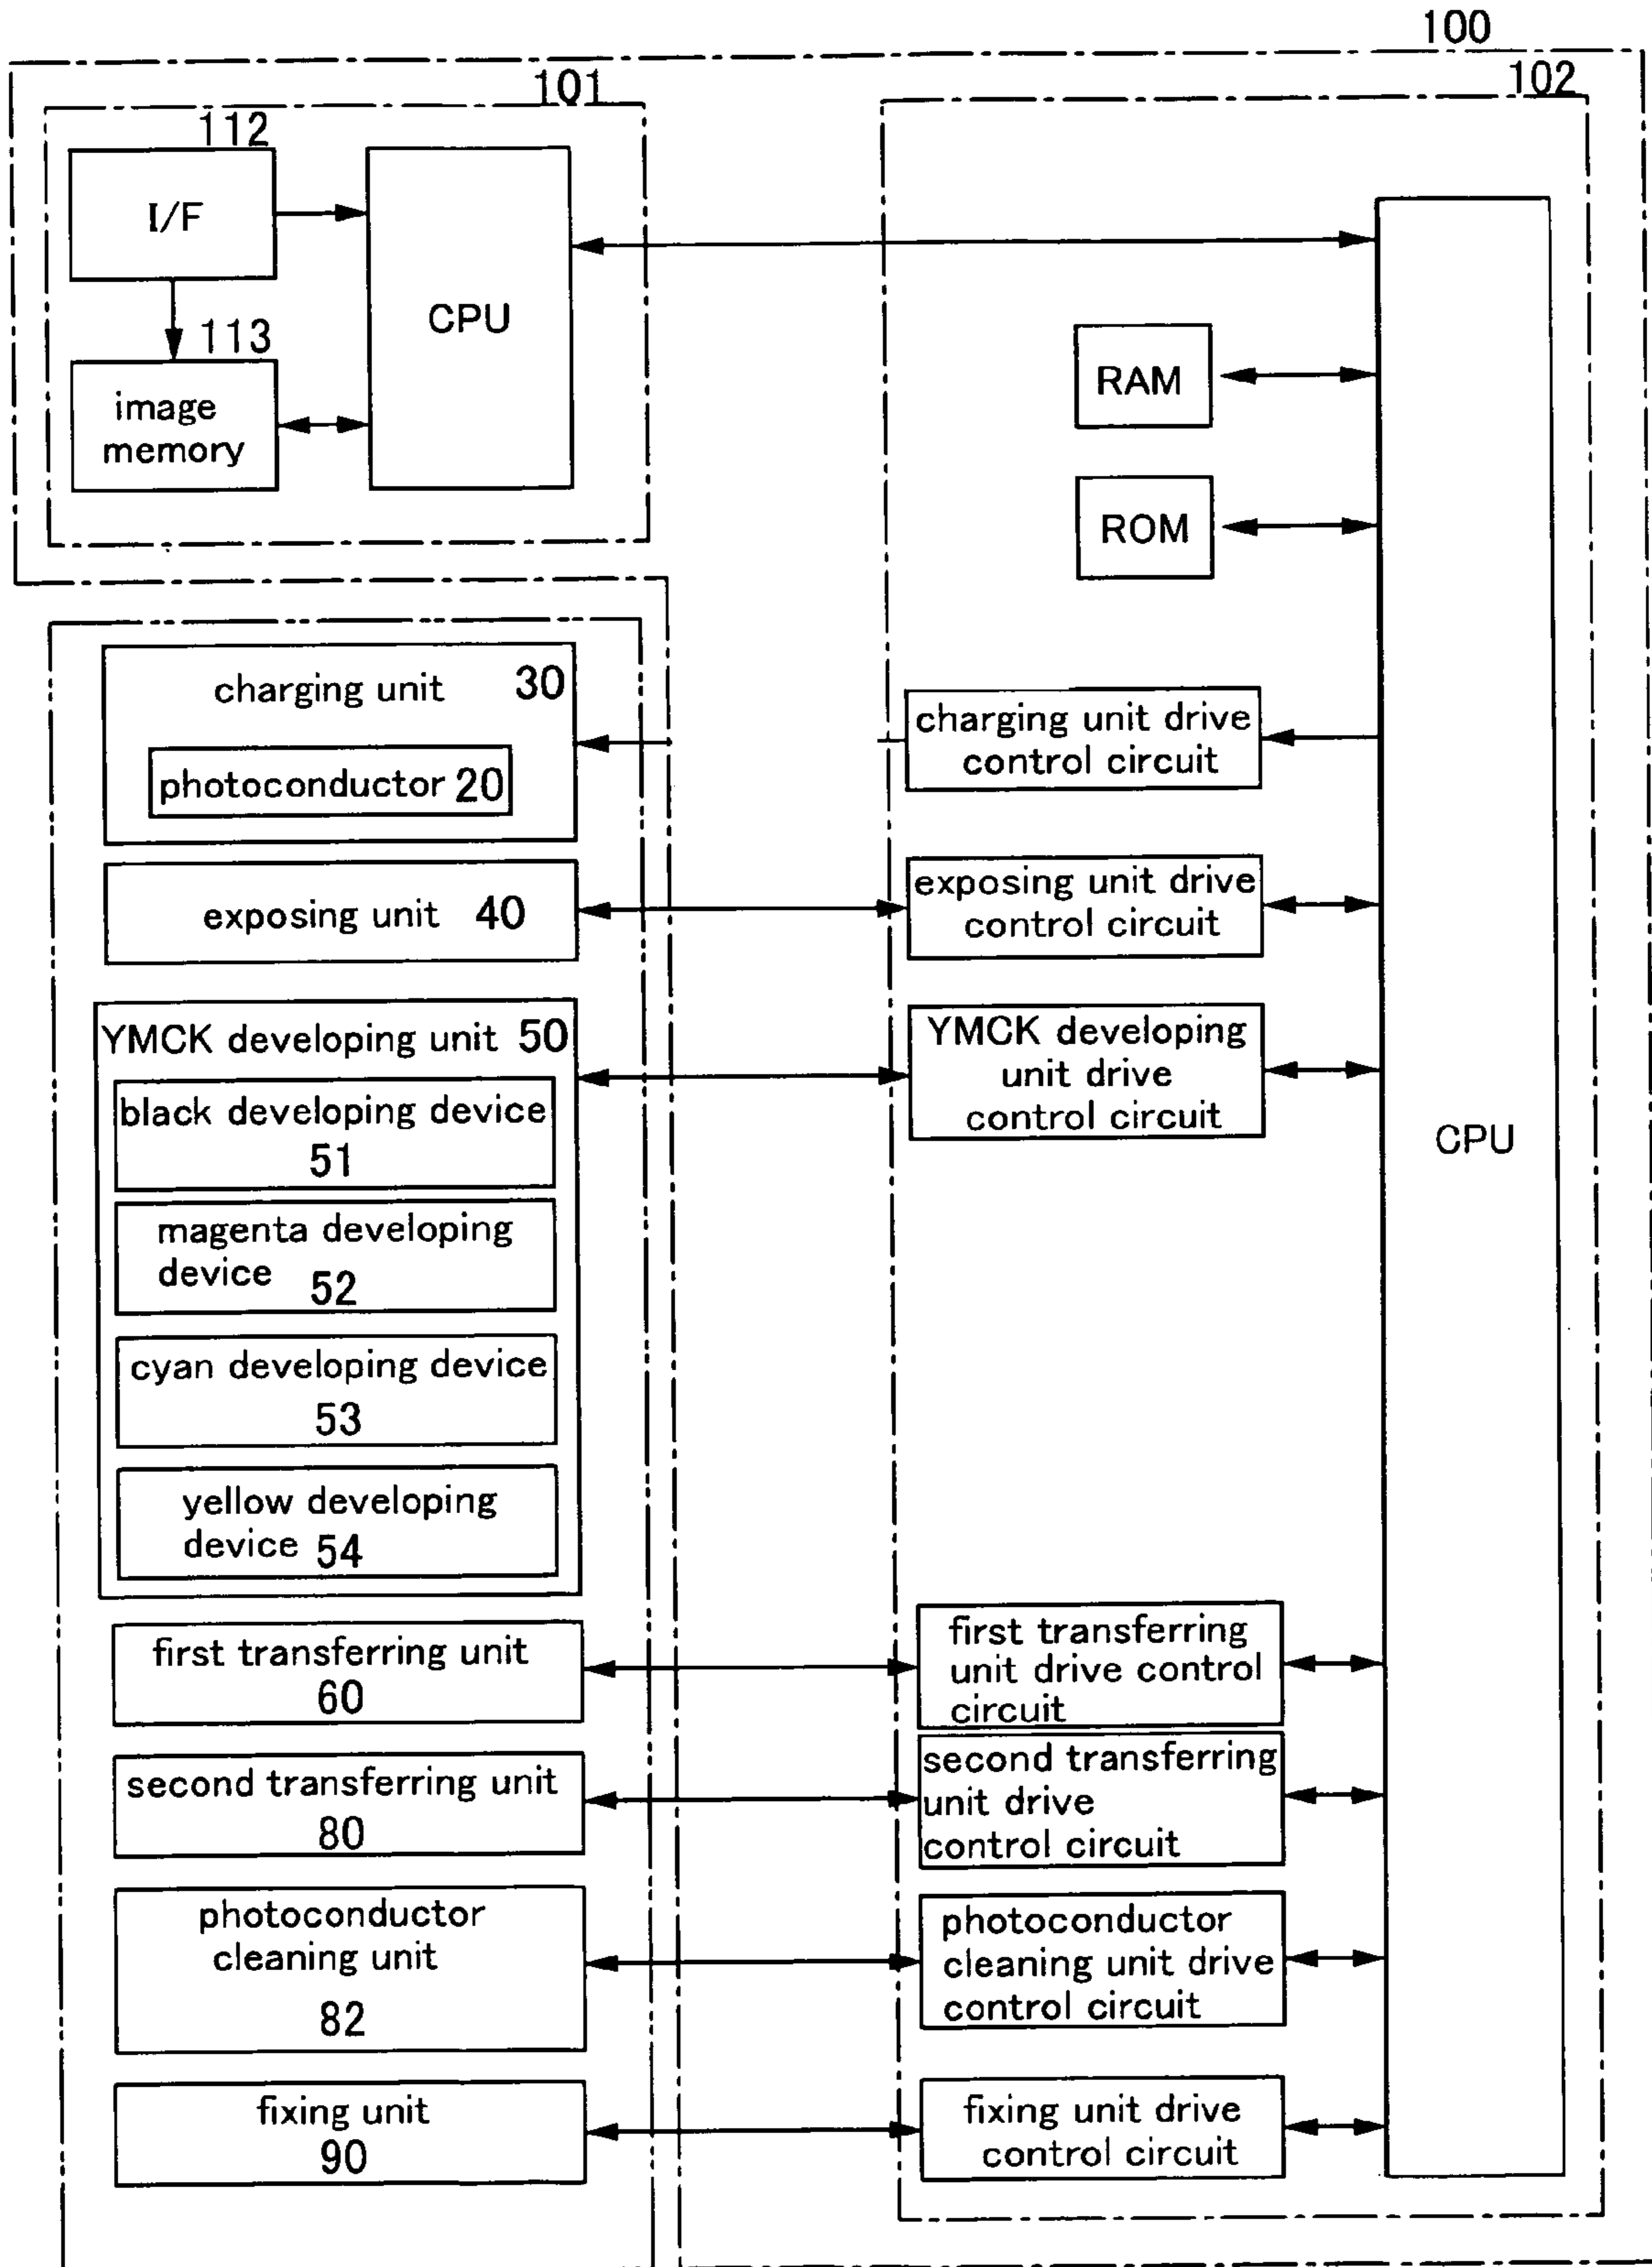 100
101
102
112
I/F
CPU
113
image
memory
RAM
ROM
charging unit 30
photoconductor 20
charging unit drive
control circuit
exposing unit 40
exposing unit drive
control circuit
YMCK developing unit 50
black developing device
51
magenta developing
device 52
cyan developing device
53
yellow developing
device 54
YMCK developing
unit drive
control circuit
CPU
first transferring unit
60
first transferring
unit drive control
circuit
second transferring unit
80
second transferring
unit drive
control circuit
photoconductor
cleaning unit
82
photoconductor
cleaning unit drive
control circuit
fixing unit
90
fixing unit drive
control circuit